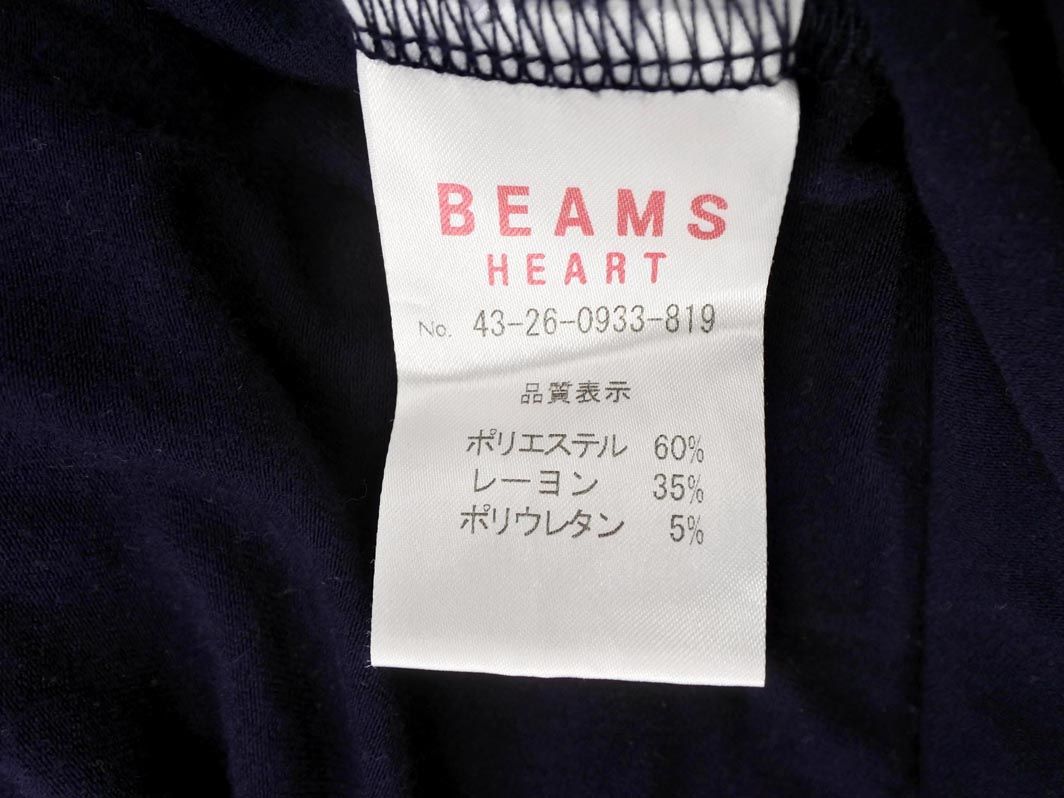 BEAMS
HEART
No. 43-26-0933-819
品質表示
ポリエステル 60%
レーヨン 35%
ポリウレタン 5%